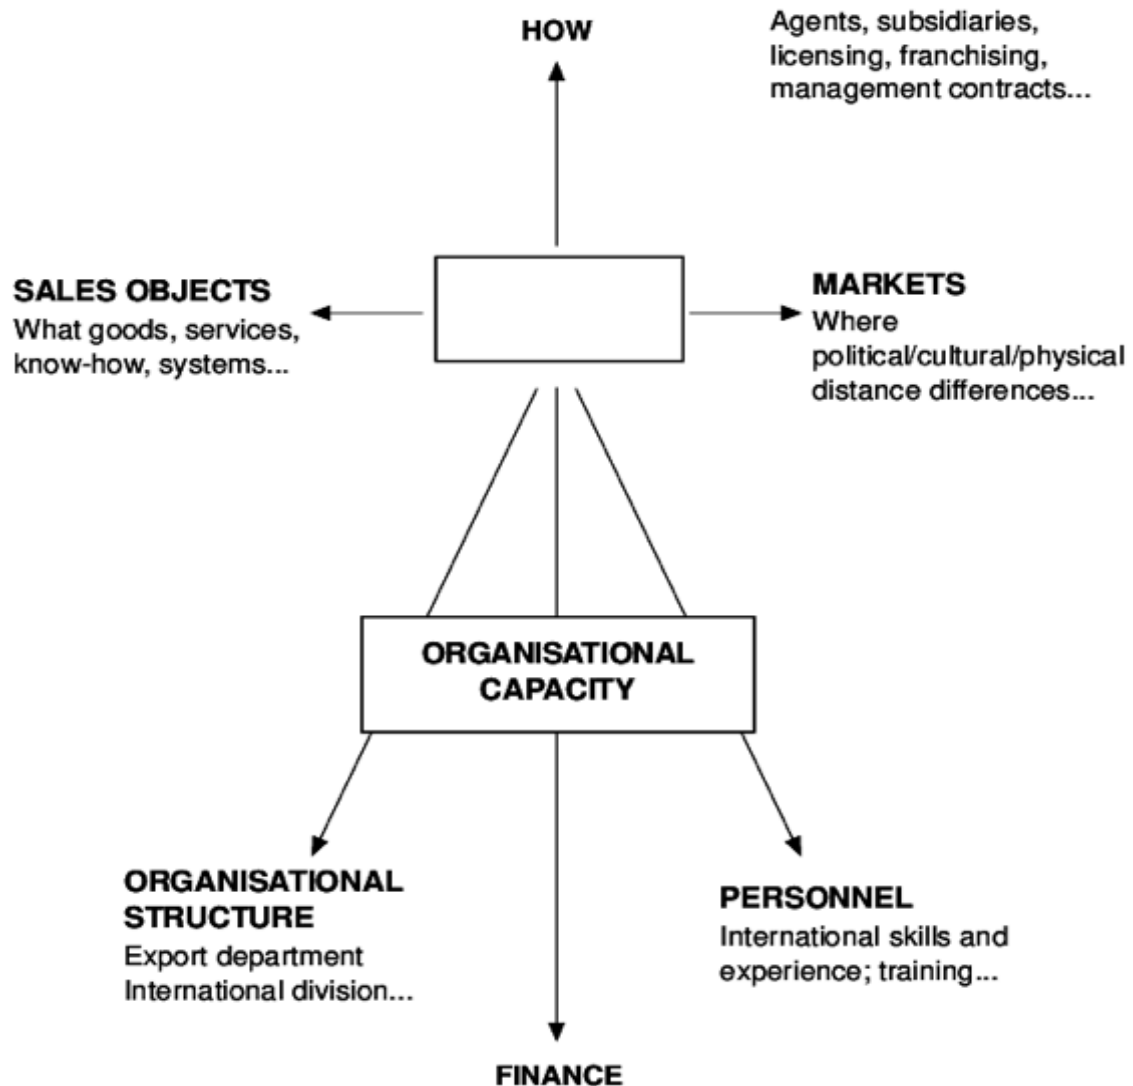 HOW
Agents, subsidiaries,
licensing, franchising,
management contracts...
SALES OBJECTS
What goods, services,
know-how, systems...
MARKETS
Where
political/cultural/physical
distance differences...
ORGANISATIONAL
CAPACITY
ORGANISATIONAL
STRUCTURE
Export department
International division...
PERSONNEL
International skills and
experience; training...
FINANCE